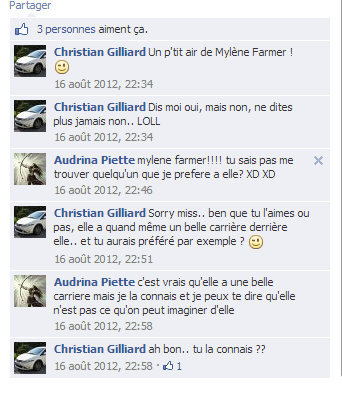 Partager
3 personnes aiment ça.
Christian Gilliard Un p'tit air de Mylène Farmer !
16 août 2012, 22:34
Christian Gilliard Dis moi oui, mais non, ne dites
plus jamais non.. LOLL
16 août 2012, 22:34
Audrina Piette mylene farmer!!!! tu sais pas me
trouver quelqu'un que je prefere a elle? XD XD
16 août 2012, 22:46
Christian Gilliard Sorry miss.. ben que tu l'aimes ou
pas, elle a quand même un belle carrière derrière
elle.. et tu aurais préféré par exemple ?
16 août 2012, 22:51
Audrina Piette c'est vrais qu'elle a une belle
carriere mais je la connais et je peux te dire qu'elle
n'est pas ce qu'on peut imaginer d'elle
16 août 2012, 22:58
Christian Gilliard ah bon.. tu la connais ??
16 août 2012, 22:58 · 1